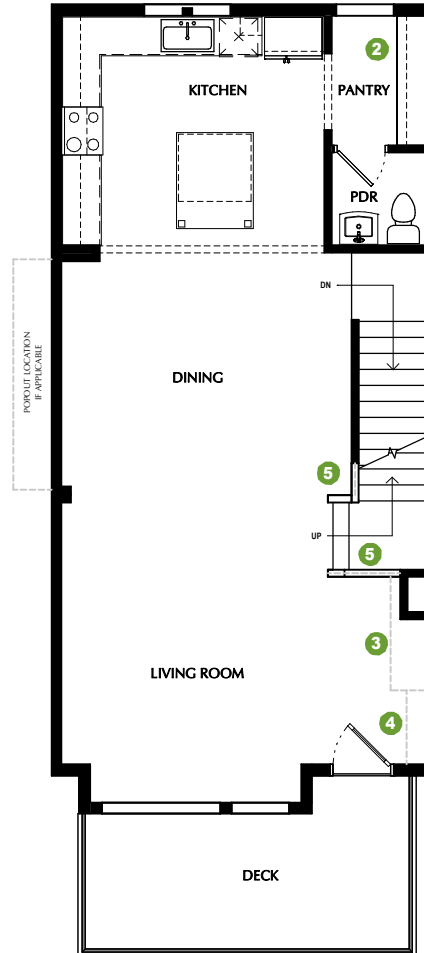 2
KITCHEN
PANTRY
PDR
DN
POPOUT LOCATION
IF APPLICABLE
DINING
5
UP
5
3
LIVING ROOM
4
DECK